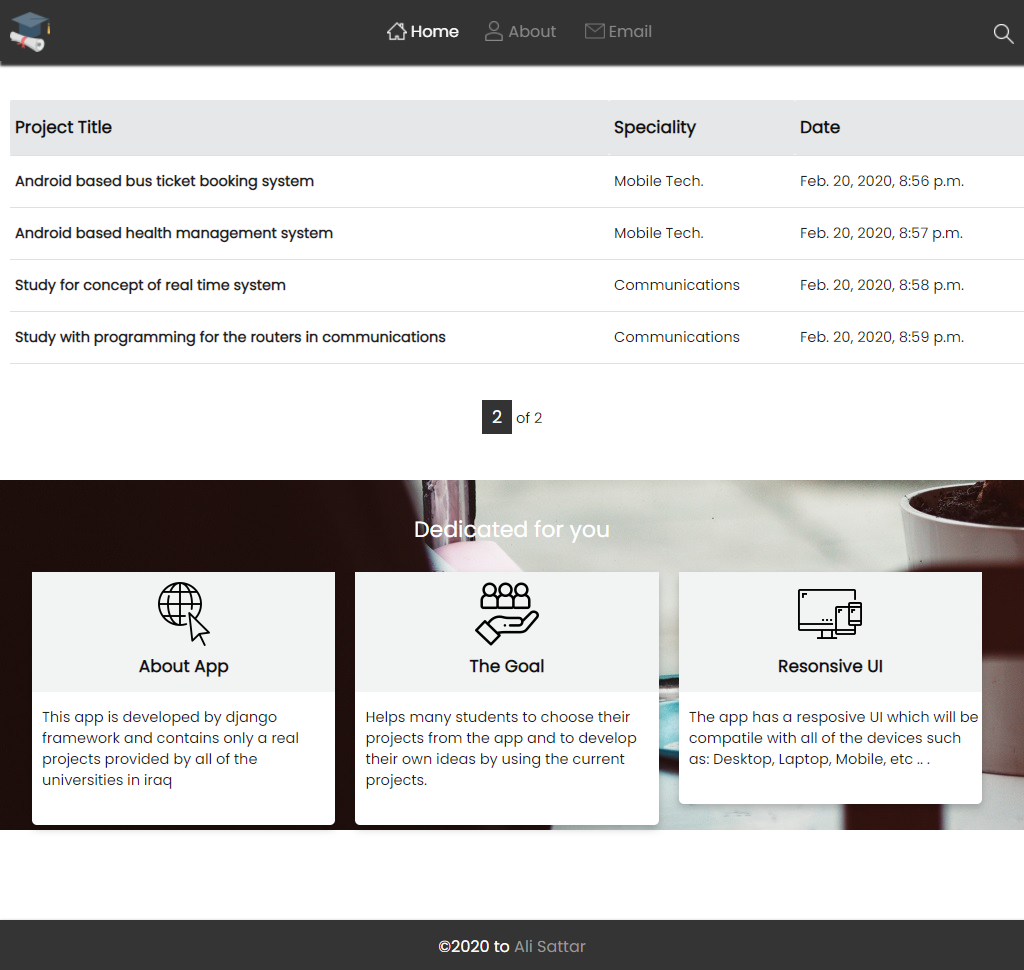 Home About Email
Project Title Speciality Date
Android based bus ticket booking system Mobile Tech. Feb. 20, 2020, 8:56 p.m.
Android based health management system Mobile Tech. Feb. 20, 2020, 8:57 p.m.
Study for concept of real time system Communications Feb. 20, 2020, 8:58 p.m.
Study with programming for the routers in communications Communications Feb. 20, 2020, 8:59 p.m.
2 of 2
Dedicated for you
About App
This app is developed by django
framework and contains only a real
projects provided by all of the
universities in iraq
The Goal
Helps many students to choose their
projects from the app and to develop
their own ideas by using the current
projects.
Resonsive UI
The app has a resposive UI which will be
compatile with all of the devices such
as: Desktop, Laptop, Mobile, etc .. .
©2020 to Ali Sattar